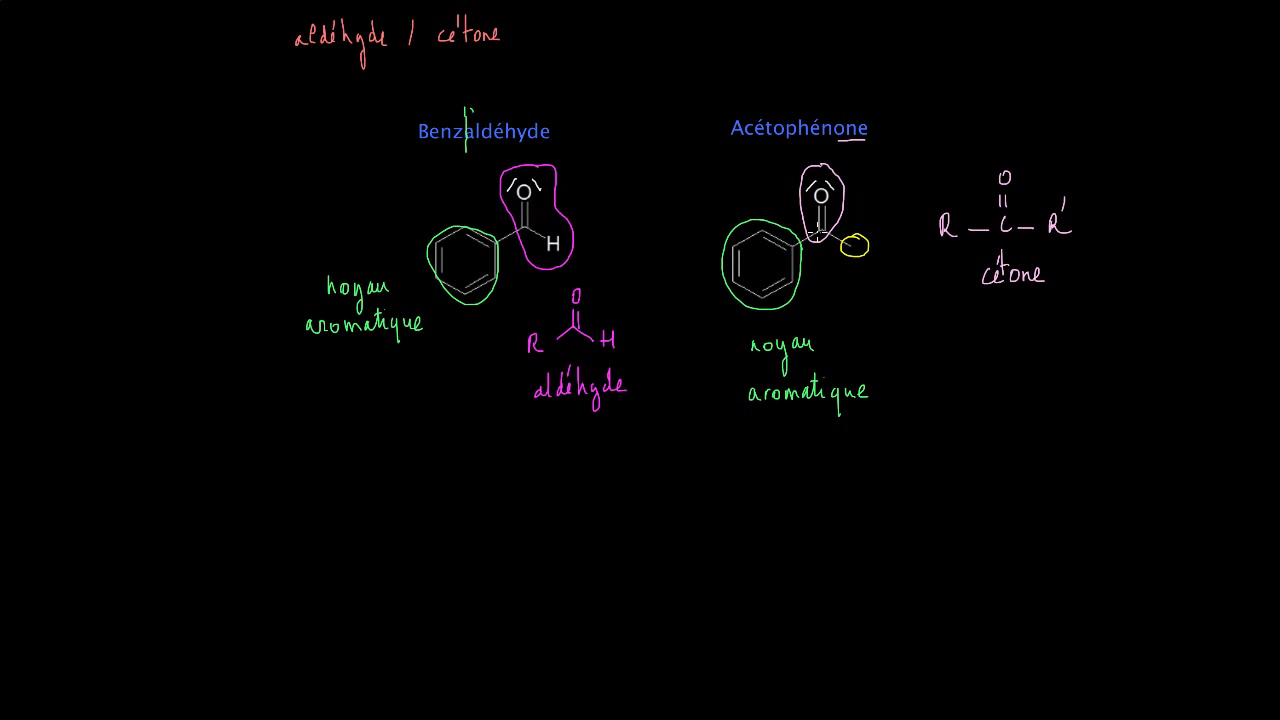 aldéhyde / cétone
Benzaldéhyde
Acétophénone
O
H
O
O
R — C — R'
cétone
noyau
aromatique
O
R H
aldéhyde
noyau
aromatique